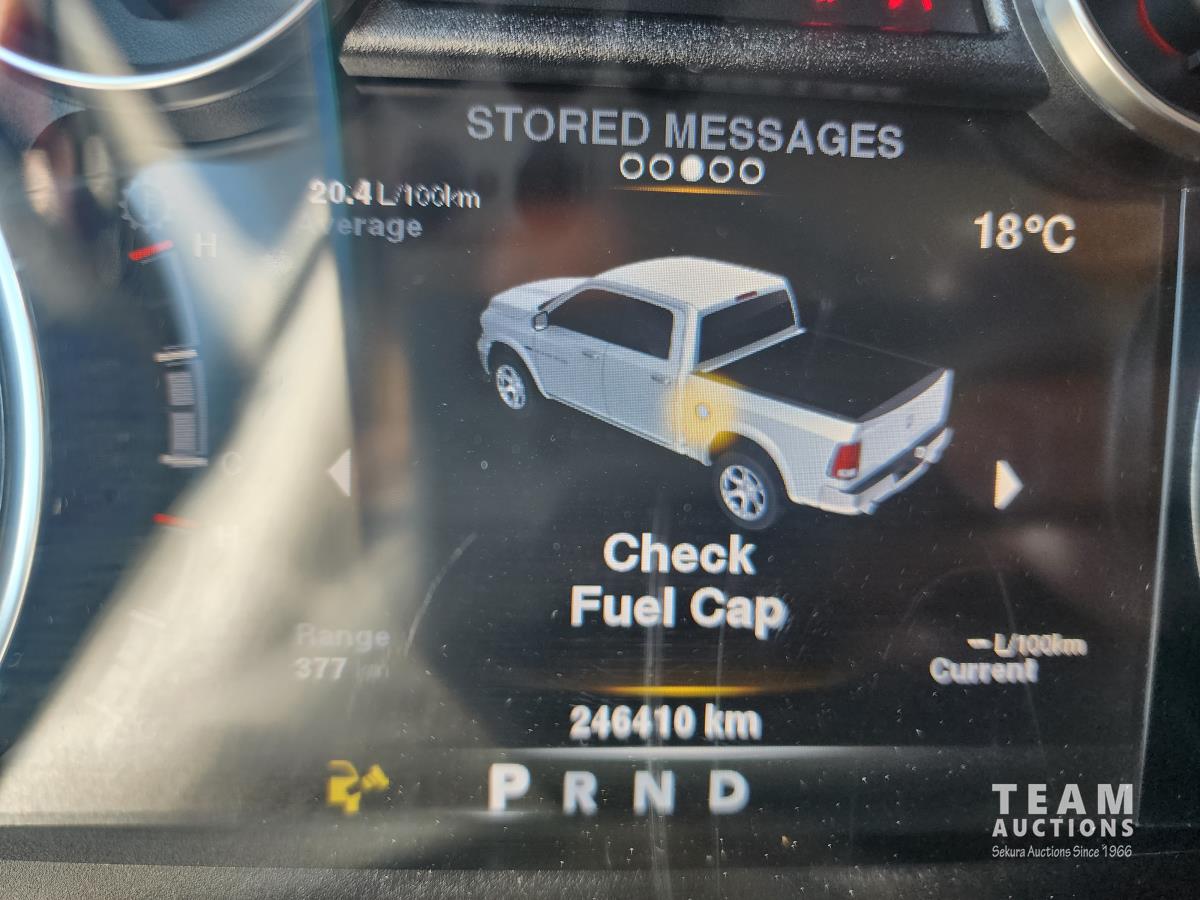 STORED MESSAGES
20.4 L/100km
Average
18°C
H
C
H
Check
Fuel Cap
Range
377 km
– L/100km
Current
246410 km
P R N D
TEAM
AUCTIONS
Sekura Auctions Since 1966